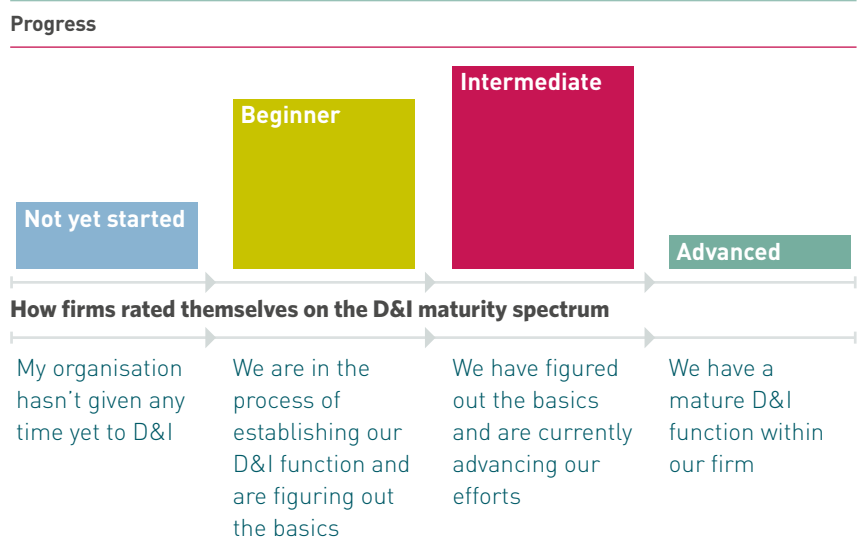 Progress
Intermediate
Beginner
Not yet started
Advanced
How firms rated themselves on the D&I maturity spectrum
My organisation
hasn't given any
time yet to D&I
We are in the
process of
establishing our
D&I function and
are figuring out
the basics
We have figured
out the basics
and are currently
advancing our
efforts
We have a
mature D&I
function within
our firm